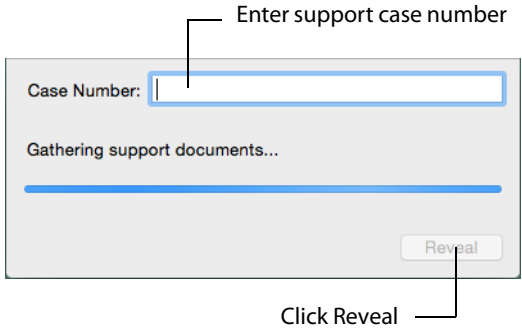 Enter support case number
Case Number:
Gathering support documents...
Reveal
Click Reveal